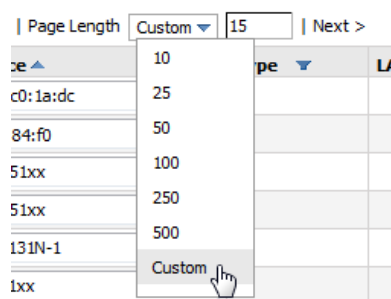 | Page Length Custom 15 | Next >
ce ype LA
c0:1a:dc
84:f0
51xx
51xx
131N-1
1xx
10
25
50
100
250
500
Custom